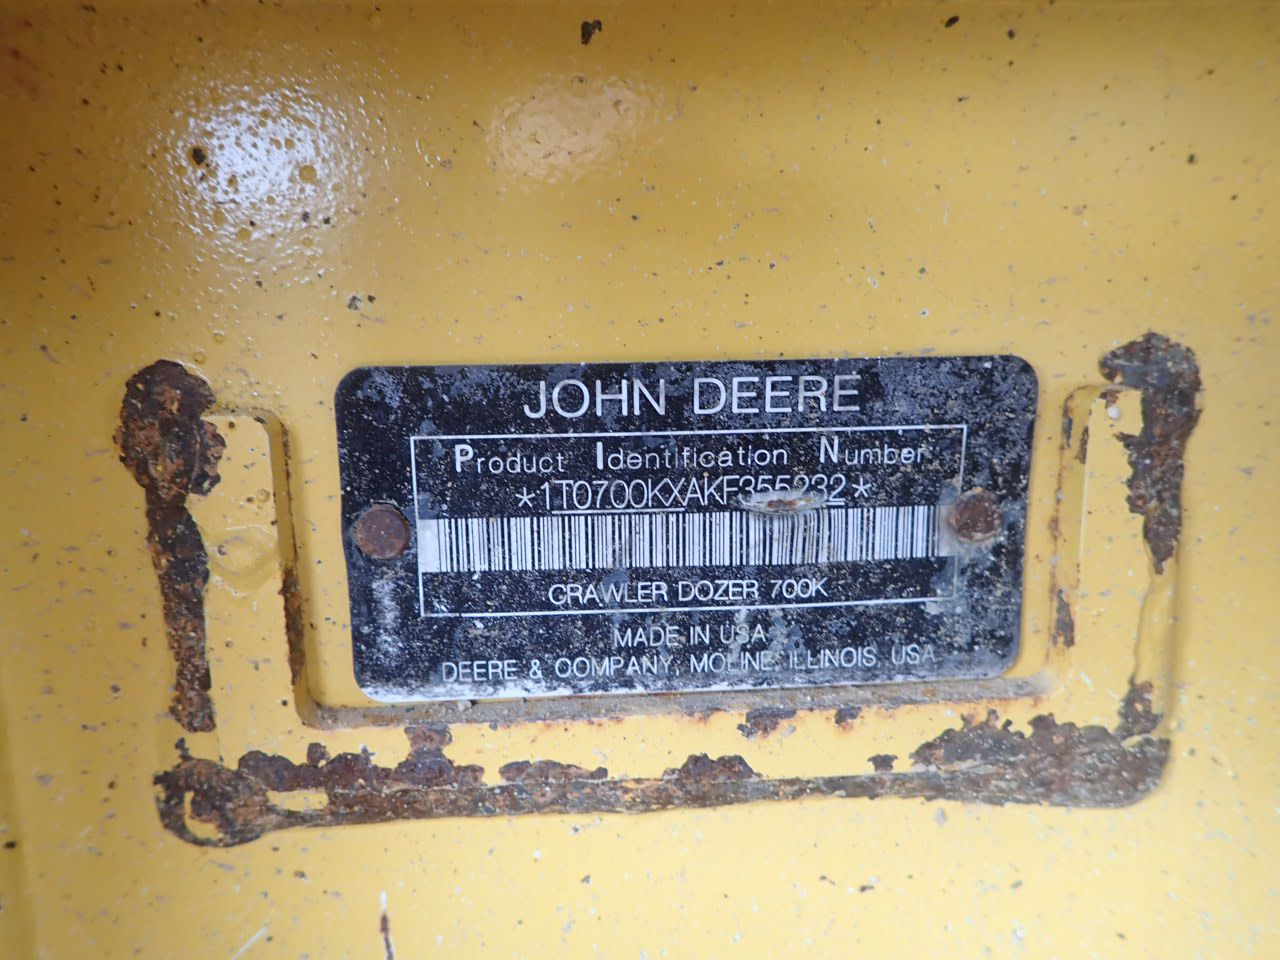 JOHN DEERE
Product Identification Number
*1T0700KXAKF355232*
CRAWLER DOZER 700K
MADE IN USA
DEERE & COMPANY, MOLINE, ILLINOIS, USA